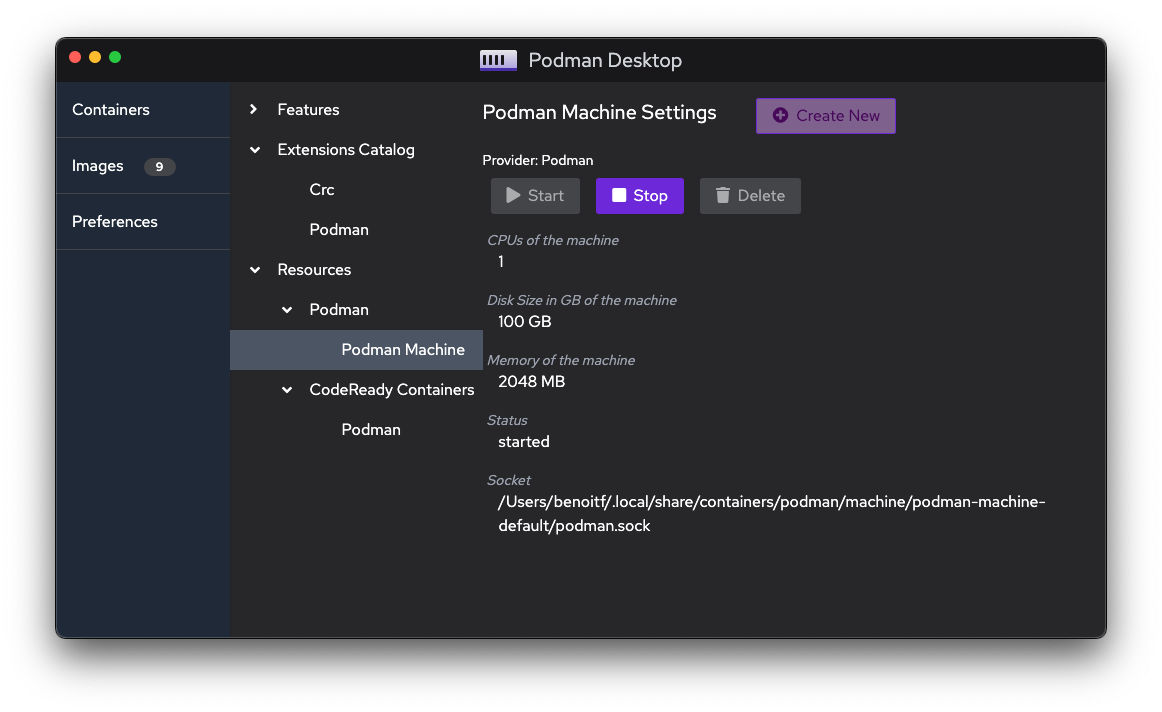 Podman Desktop
Containers
Images 9
Preferences
Features
Extensions Catalog
Crc
Podman
Resources
Podman
Podman Machine
CodeReady Containers
Podman
Podman Machine Settings
Create New
Provider: Podman
Start Stop Delete
CPUs of the machine
1
Disk Size in GB of the machine
100 GB
Memory of the machine
2048 MB
Status
started
Socket
/Users/benoitf/.local/share/containers/podman/machine/podman-machine-
default/podman.sock